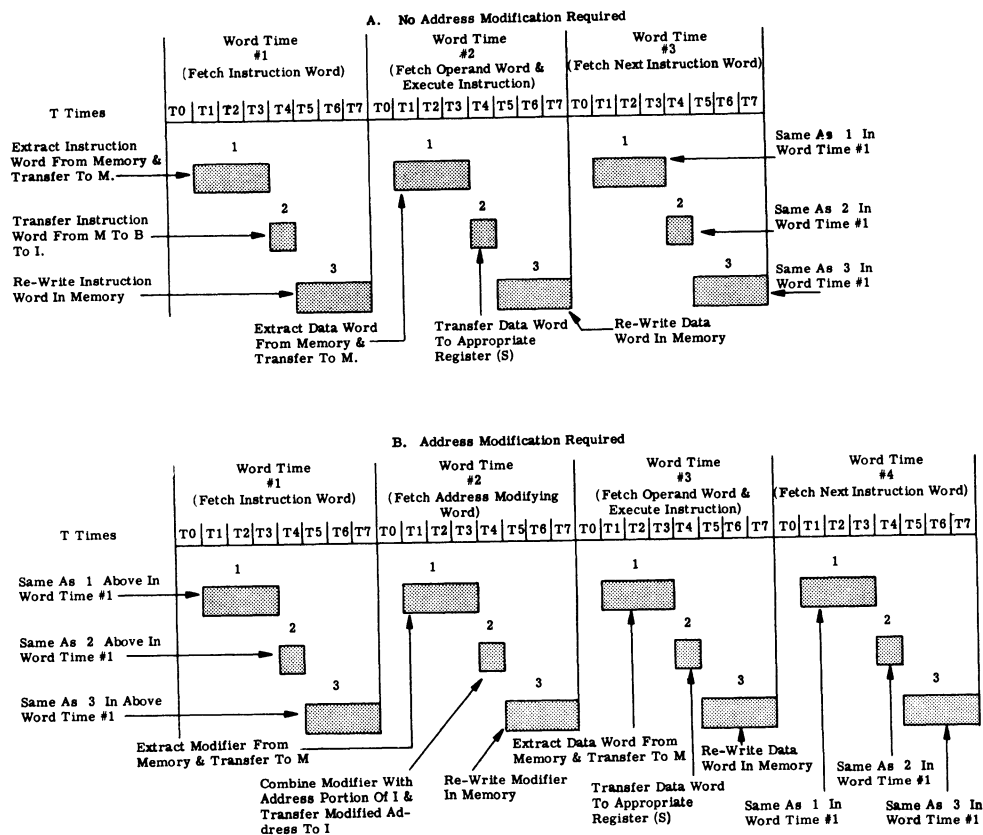 A. No Address Modification Required
Word Time
#1
(Fetch Instruction Word)
Word Time
#2
(Fetch Operand Word &
Execute Instruction)
Word Time
#3
(Fetch Next Instruction Word)
T Times
T0 T1 T2 T3 T4 T5 T6 T7 T0 T1 T2 T3 T4 T5 T6 T7 T0 T1 T2 T3 T4 T5 T6 T7
Extract Instruction
Word From Memory &
Transfer To M.
1
1
1
Same As 1 In
Word Time #1
Transfer Instruction
Word From M To B
To I.
2
2
2
Same As 2 In
Word Time #1
Re-Write Instruction
Word In Memory
3
3
3
Same As 3 In
Word Time #1
Extract Data Word
From Memory &
Transfer To M.
Transfer Data Word
To Appropriate
Register (S)
Re-Write Data
Word In Memory
B. Address Modification Required
Word Time
#1
(Fetch Instruction Word)
Word Time
#2
(Fetch Address Modifying
Word)
Word Time
#3
(Fetch Operand Word &
Execute Instruction)
Word Time
#4
(Fetch Next Instruction Word)
T Times
T0 T1 T2 T3 T4 T5 T6 T7 T0 T1 T2 T3 T4 T5 T6 T7 T0 T1 T2 T3 T4 T5 T6 T7 T0 T1 T2 T3 T4 T5 T6 T7
Same As 1 Above In
Word Time #1
1
1
1
1
Same As 2 Above In
Word Time #1
2
2
2
2
Same As 3 In Above
Word Time #1
3
3
3
3
Extract Modifier From
Memory & Transfer To M
Combine Modifier With
Address Portion Of I &
Transfer Modified Ad-
dress To I
Re-Write Modifier
In Memory
Extract Data Word From
Memory & Transfer To M
Transfer Data Word
To Appropriate
Register (S)
Re-Write Data
Word In Memory
Same As 1 In
Word Time #1
Same As 2 In
Word Time #1
Same As 3 In
Word Time #1